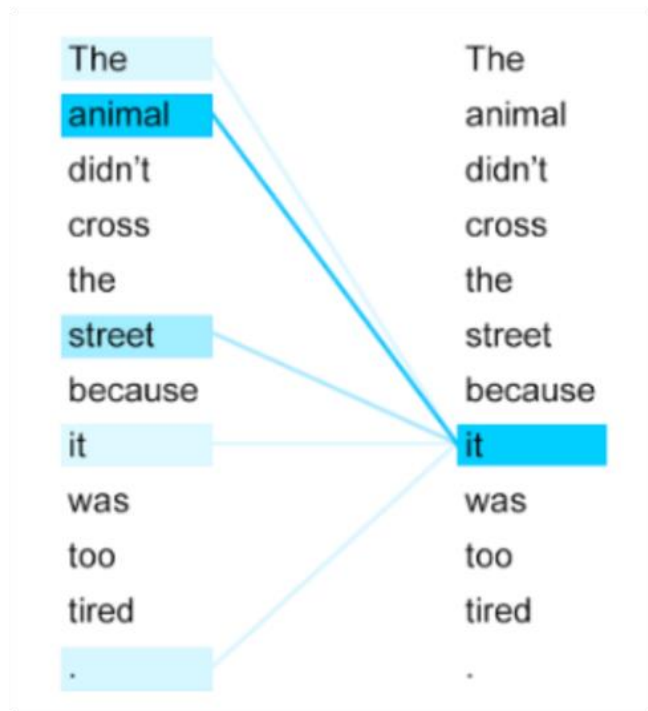 The The
animal animal
didn’t didn’t
cross cross
the the
street street
because because
it it
was was
too too
tired tired
. .